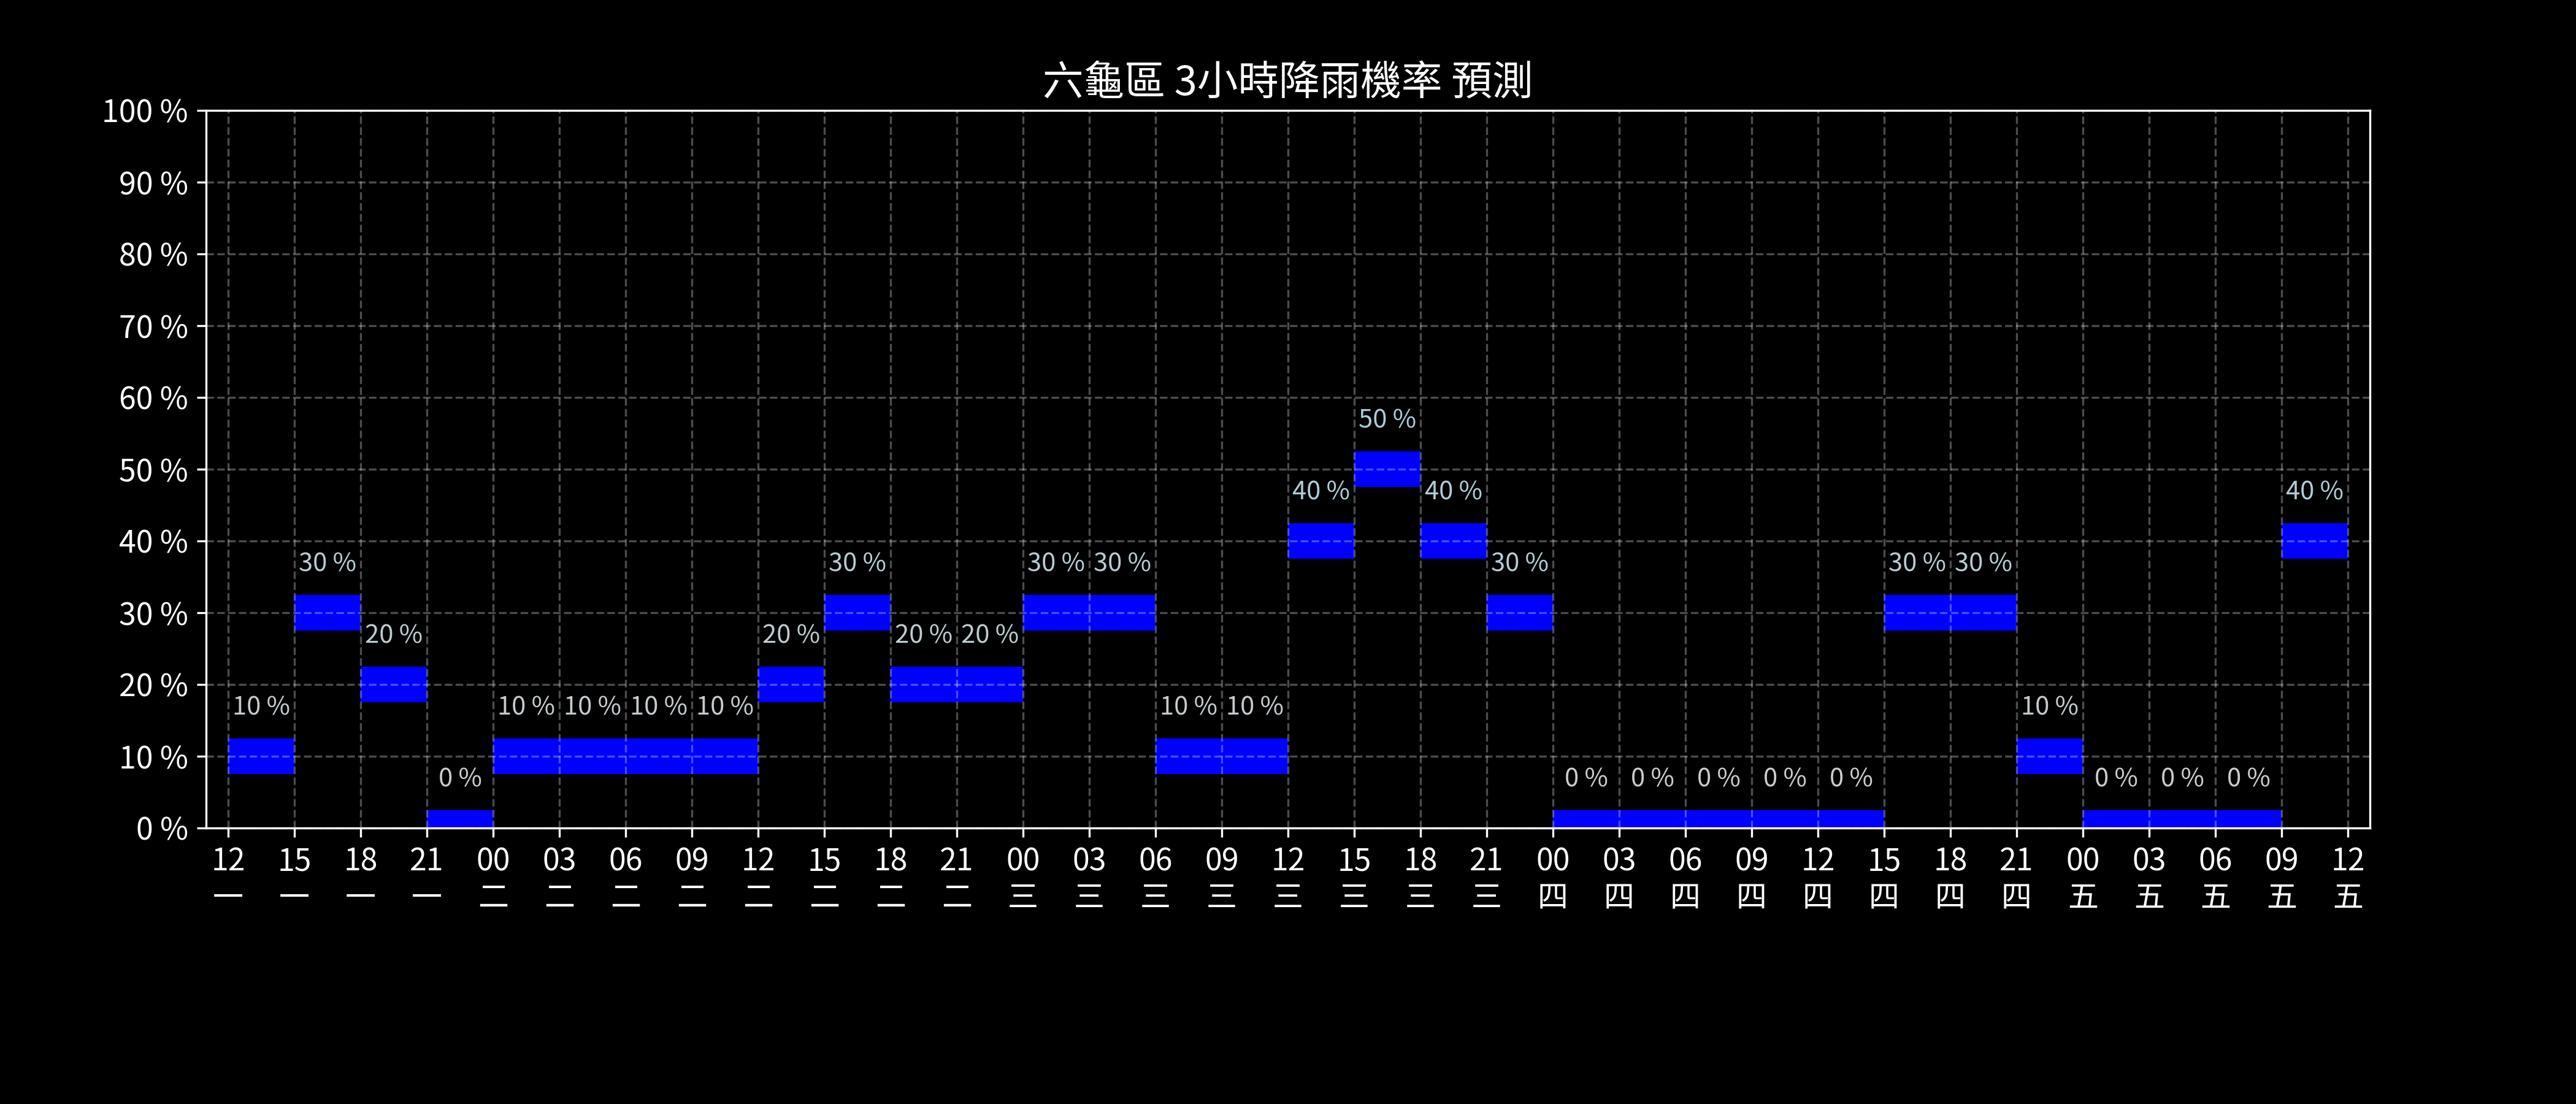 六龜區 3小時降雨機率 預測
100 %
90 %
80 %
70 %
60 %
50 %
50 %
40 % 40 % 40 %
40 %
30 % 30 % 30 % 30 % 30 % 30 % 30 %
30 %
20 % 20 % 20 % 20 %
20 %
10 % 10 % 10 % 10 % 10 % 10 % 10 % 10 %
10 %
0 % 0 % 0 % 0 % 0 % 0 % 0 % 0 % 0 %
0 %
12 15 18 21 00 03 06 09 12 15 18 21 00 03 06 09 12 15 18 21 00 03 06 09 12 15 18 21 00 03 06 09 12
一 一 一 一 二 二 二 二 二 二 二 二 三 三 三 三 三 三 三 三 四 四 四 四 四 四 四 四 五 五 五 五 五